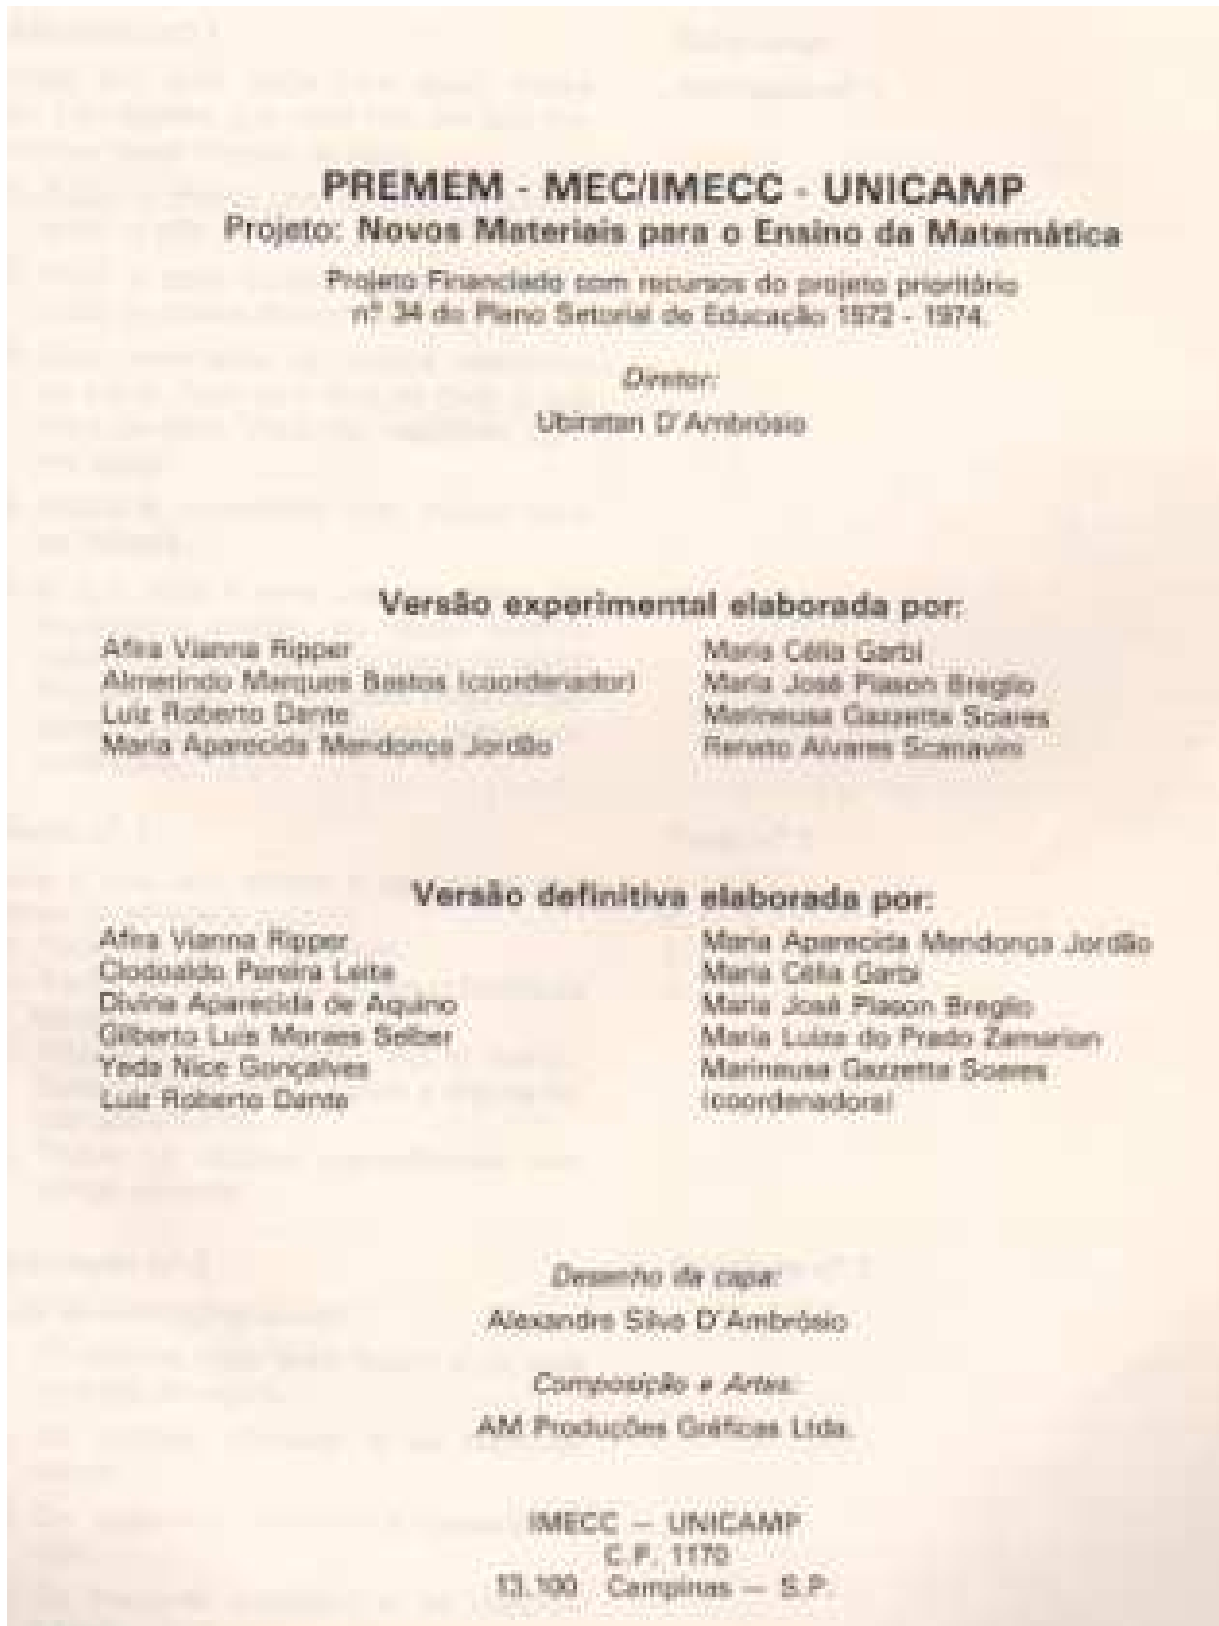 PREMEM - MEC/IMECC - UNICAMP
Projeto: Novos Materiais para o Ensino da Matemática
Projeto Financiado com recursos do projeto prioritário
nº 34 do Plano Setorial de Educação 1972 - 1974.
Diretor:
Ubiratan D'Ambrósio
Versão experimental elaborada por:
Afira Vianna Ripper
Almerindo Marques Bastos (coordenador)
Luiz Roberto Dante
Maria Aparecida Mendonça Jordão
Maria Célia Garbi
Maria José Plason Breglio
Marineusa Gazzetta Soares
Renato Alvares Scanavini
Versão definitiva elaborada por:
Afira Vianna Ripper
Clodoaldo Pereira Leite
Divina Aparecida de Aquino
Gilberto Luis Moraes Selber
Yeda Nice Gonçalves
Luiz Roberto Dante
Maria Aparecida Mendonça Jordão
Maria Célia Garbi
Maria José Plason Breglio
Maria Luiza do Prado Zamarion
Marineusa Gazzetta Soares
(coordenadora)
Desenho da capa:
Alexandre Silva D'Ambrósio
Composição e Artes:
AM Produções Gráficas Ltda.
IMECC — UNICAMP
C.P. 1170
13.100 Campinas — S.P.